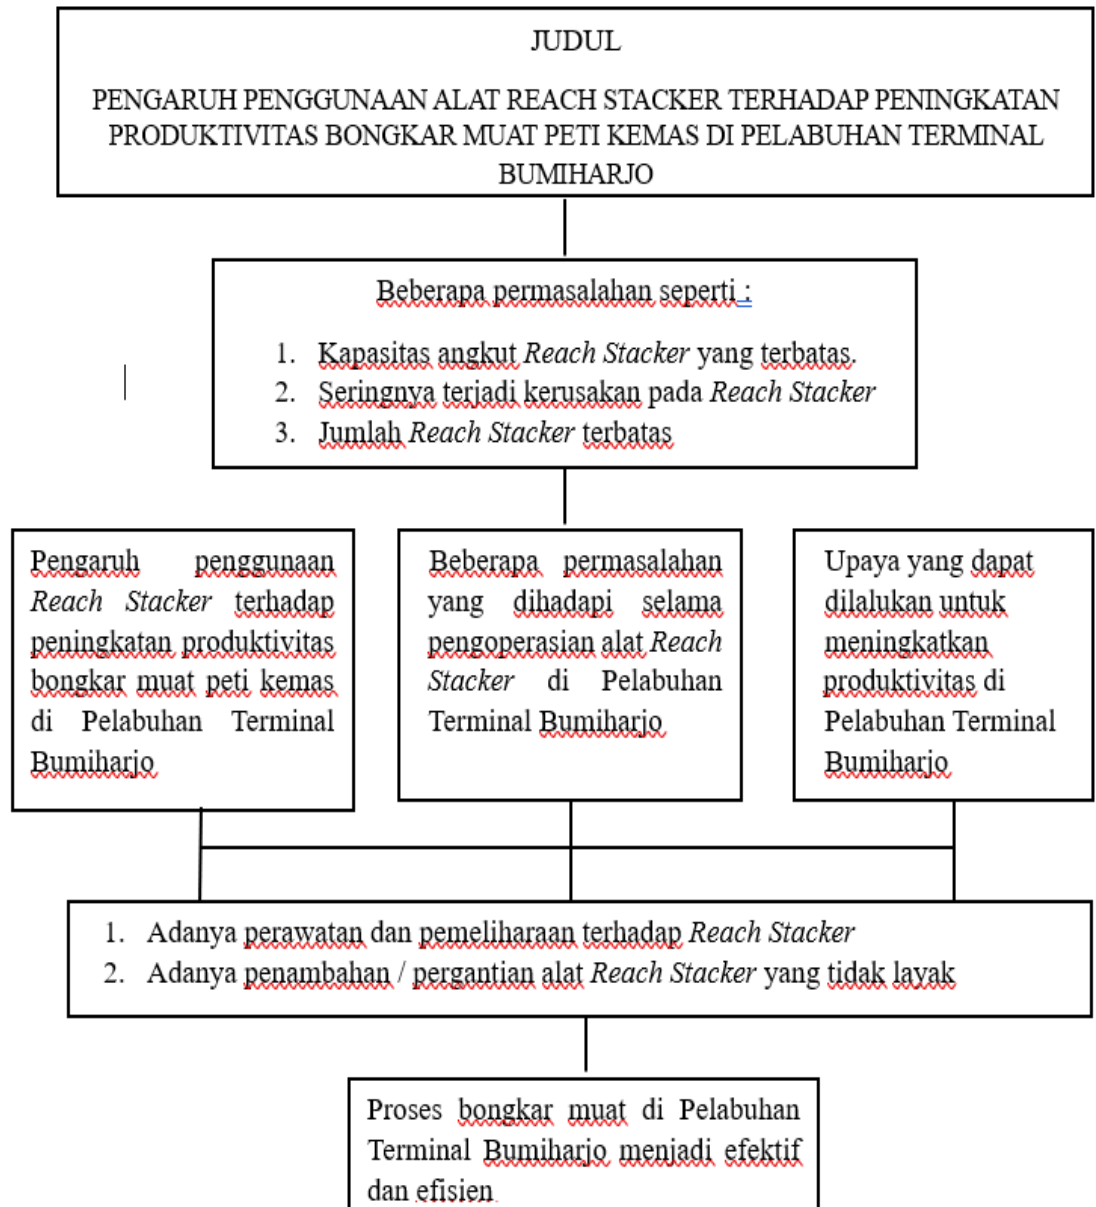 JUDUL
PENGARUH PENGGUNAAN ALAT REACH STACKER TERHADAP PENINGKATAN
PRODUKTIVITAS BONGKAR MUAT PETI KEMAS DI PELABUHAN TERMINAL
BUMIHARJO
Beberapa permasalahan seperti :
1. Kapasitas angkut Reach Stacker yang terbatas.
2. Seringnya terjadi kerusakan pada Reach Stacker
3. Jumlah Reach Stacker terbatas
Pengaruh penggunaan
Reach Stacker terhadap
peningkatan produktivitas
bongkar muat peti kemas
di Pelabuhan Terminal
Bumiharjo
Beberapa permasalahan
yang dihadapi selama
pengoperasian alat Reach
Stacker di Pelabuhan
Terminal Bumiharjo
Upaya yang dapat
dilalukan untuk
meningkatkan
produktivitas di
Pelabuhan Terminal
Bumiharjo
1. Adanya perawatan dan pemeliharaan terhadap Reach Stacker
2. Adanya penambahan / pergantian alat Reach Stacker yang tidak layak
Proses bongkar muat di Pelabuhan
Terminal Bumiharjo menjadi efektif
dan efisien